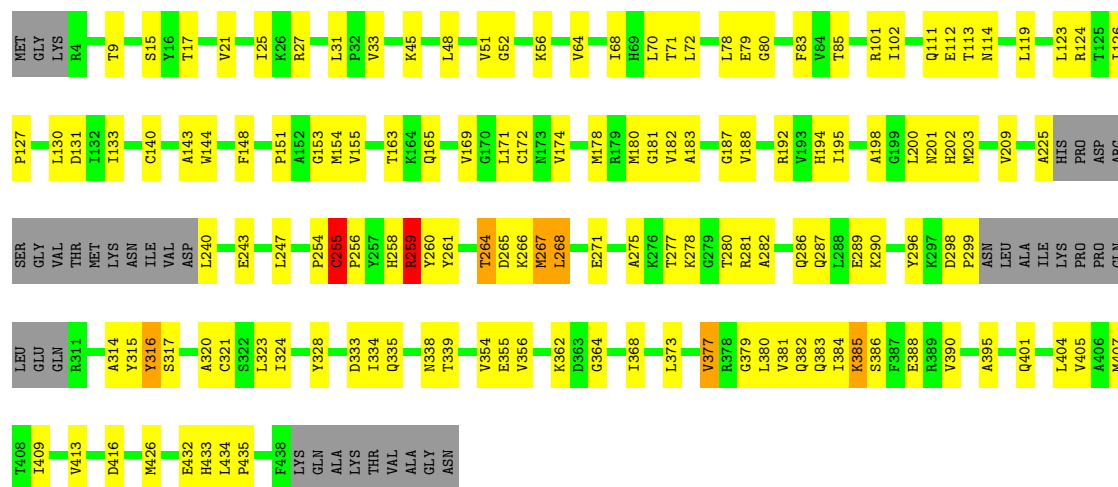 MET GLY LYS R4 T9 S15 Y16 T17 V21 I25 K26 R27 L31 P32 V33 K45 L48 V51 G52 K56 V64 I68 H69 L70 T71 L72 L78 E79 G80 F83 V84 T85 R101 I102 Q111 E112 T113 N114 L119 L123 R124 T125 I126
P127 L130 D131 I132 I133 C140 A143 W144 F148 P151 A152 G153 M154 V155 T163 K164 Q165 V169 G170 L171 C172 N173 V174 M178 R179 M180 G181 V182 A183 G187 V188 R192 V193 H194 I195 A198 G199 L200 N201 H202 M203 V209 A225 HIS PRO ASP ARG
SER GLY VAL THR MET LYS ASN ILE VAL ASP L240 E243 L247 P254 C255 P256 Y257 H258 R259 Y260 Y261 T264 D265 K266 M267 L268 E271 A275 K276 T277 K278 G279 T280 R281 A282 Q286 Q287 L288 E289 K290 Y296 K297 D298 P299 ASN LEU ALA ILE LYS PRO PRO GLN
LEU GLU GLN R311 A314 Y315 Y316 S317 A320 C321 S322 L323 I324 Y328 D333 I334 Q335 N338 T339 V354 E355 V356 K362 D363 G364 I368 L373 V377 R378 G379 L380 V381 Q382 Q383 I384 K385 S386 F387 E388 R389 V390 A395 Q401 L404 V405 A406 M407
T408 I409 V413 D416 M426 E432 H433 L434 P435 F438 LYS GLN ALA LYS THR VAL ALA GLY ASN